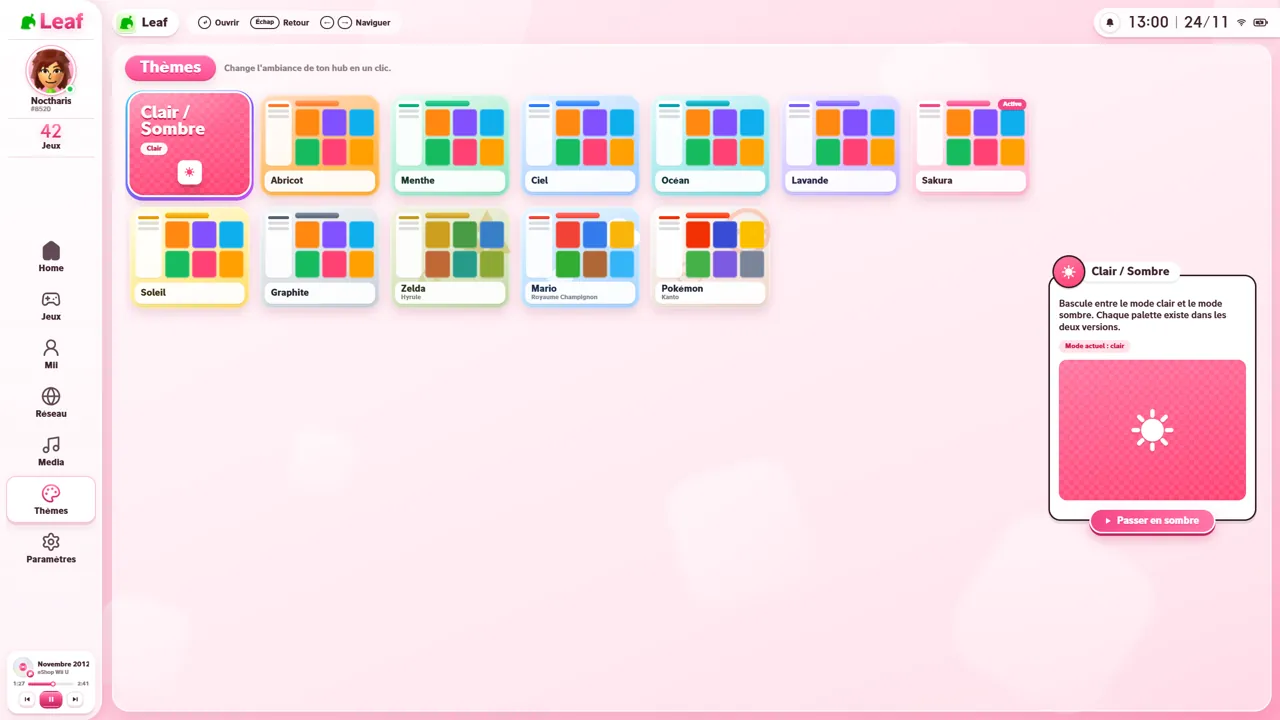 Leaf
Noctharis
#8520
42
Jeux
Home
Jeux
Mii
Réseau
Media
Thèmes
Paramètres
Novembre 2012
eShop Wii U
1:27
2:41
Leaf
Ouvrir
Echap
Retour
Naviguer
13:00
24/11
Thèmes
Change l'ambiance de ton hub en un clic.
Clair /
Sombre
Clair
Abricot
Menthe
Ciel
Océan
Lavande
Active
Sakura
Soleil
Graphite
Zelda
Hyrule
Mario
Royaume Champignon
Pokémon
Kanto
Clair / Sombre
Bascule entre le mode clair et le mode
sombre. Chaque palette existe dans les
deux versions.
Mode actuel : clair
Passer en sombre